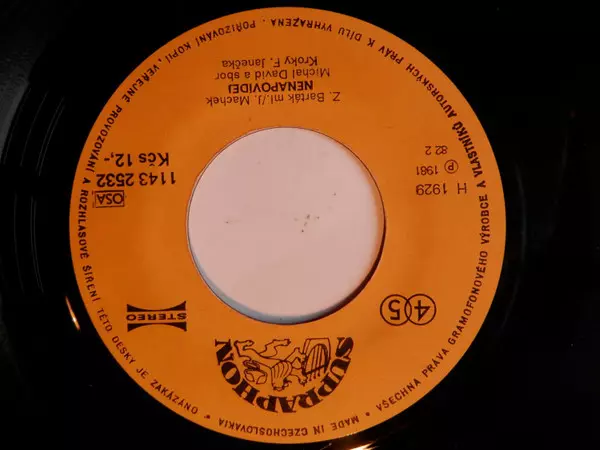 SUPRAPHON
MADE IN CZECHOSLOVAKIA
• VŠECHNA PRÁVA GRAMOFONOVÉHO VÝROBCE A VLASTNÍKŮ AUTORSKÝCH PRÁV K DÍLU VYHRAŽENA. POŘIZOVÁNÍ KOPIÍ, VEŘEJNÉ PROVOZOVÁNÍ A ROZHLASOVÉ ŠÍŘENÍ TÉTO DESKY JE ZAKÁZÁNO •
45
STEREO
H 1929
℗ 1981
82 2
OSA
1143 2532
Kčs 12,-
Z. Barták ml./J. Machek
NENAPOVÍDEJ
Michal David a sbor
Kroky F. Janečka